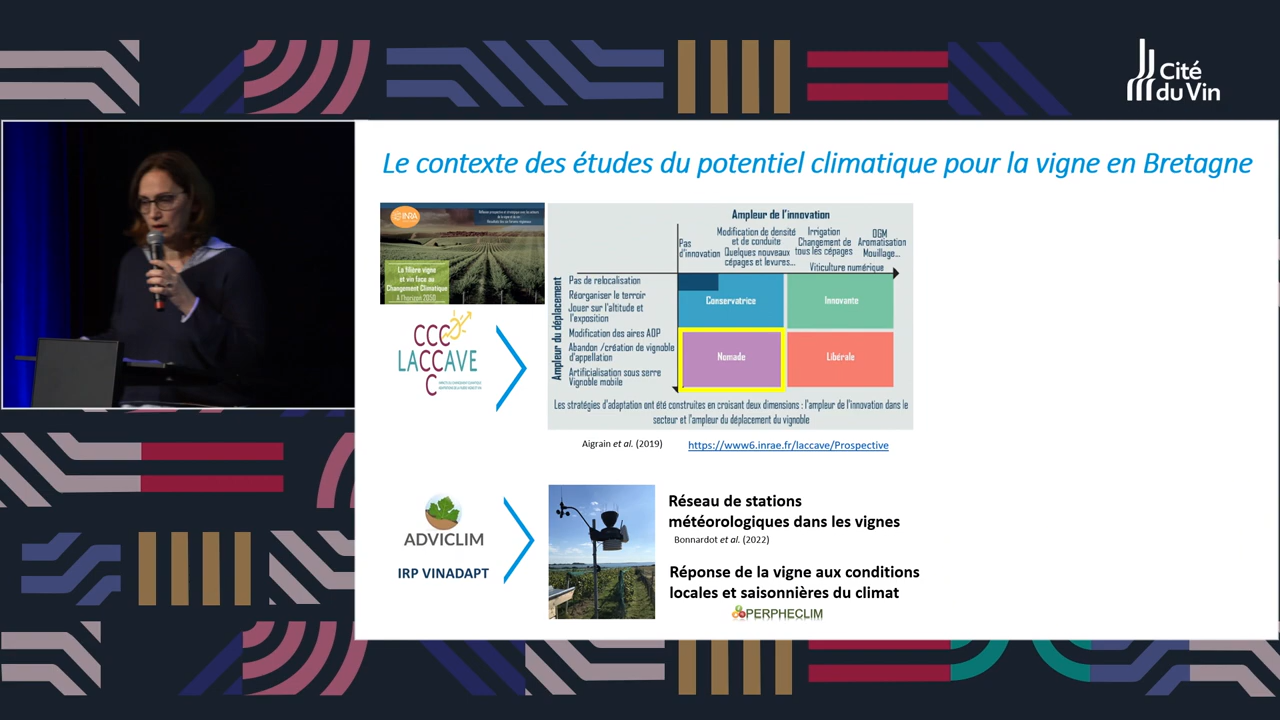 Cité
du Vin
Le contexte des études du potentiel climatique pour la vigne en Bretagne
INRA
La filière vigne
et vin face au
Changement Climatique
à l'horizon 2050
CCC
LACCAVE
C
Ampleur de l'innovation
Pas
d'innovation
Modification de densité
et de conduite
Quelques nouveaux
cépages et levures...
Irrigation
Changement de
tous les cépages
Viticulture numérique
OGM
Aromatisation
Mouillage...
Ampleur du déplacement
Pas de relocalisation
Réorganiser le terroir
Jouer sur l'altitude et
l'exposition
Modification des aires AOP
Abandon /création de vignoble
d'appellation
Artificialisation sous serre
Vignoble mobile
Conservatrice
Innovante
Nomade
Libérale
Les stratégies d'adaptation ont été construites en croisant deux dimensions : l'ampleur de l'innovation dans le
secteur et l'ampleur du déplacement du vignoble
Aigrain et al. (2019)
https://www6.inrae.fr/laccave/Prospective
ADVICLIM
IRP VINADAPT
Réseau de stations
météorologiques dans les vignes
Bonnardot et al. (2022)
Réponse de la vigne aux conditions
locales et saisonnières du climat
PERPHECLIM